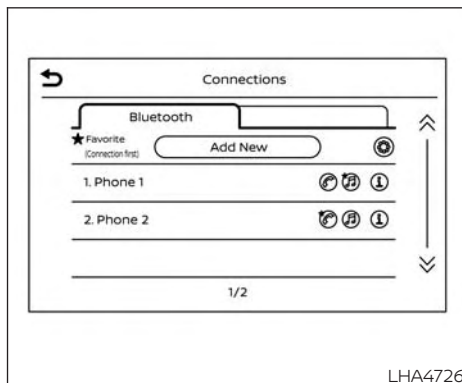 Connections
Bluetooth
★Favorite
(Connection first)
Add New
1. Phone 1
2. Phone 2
1/2
LHA4726